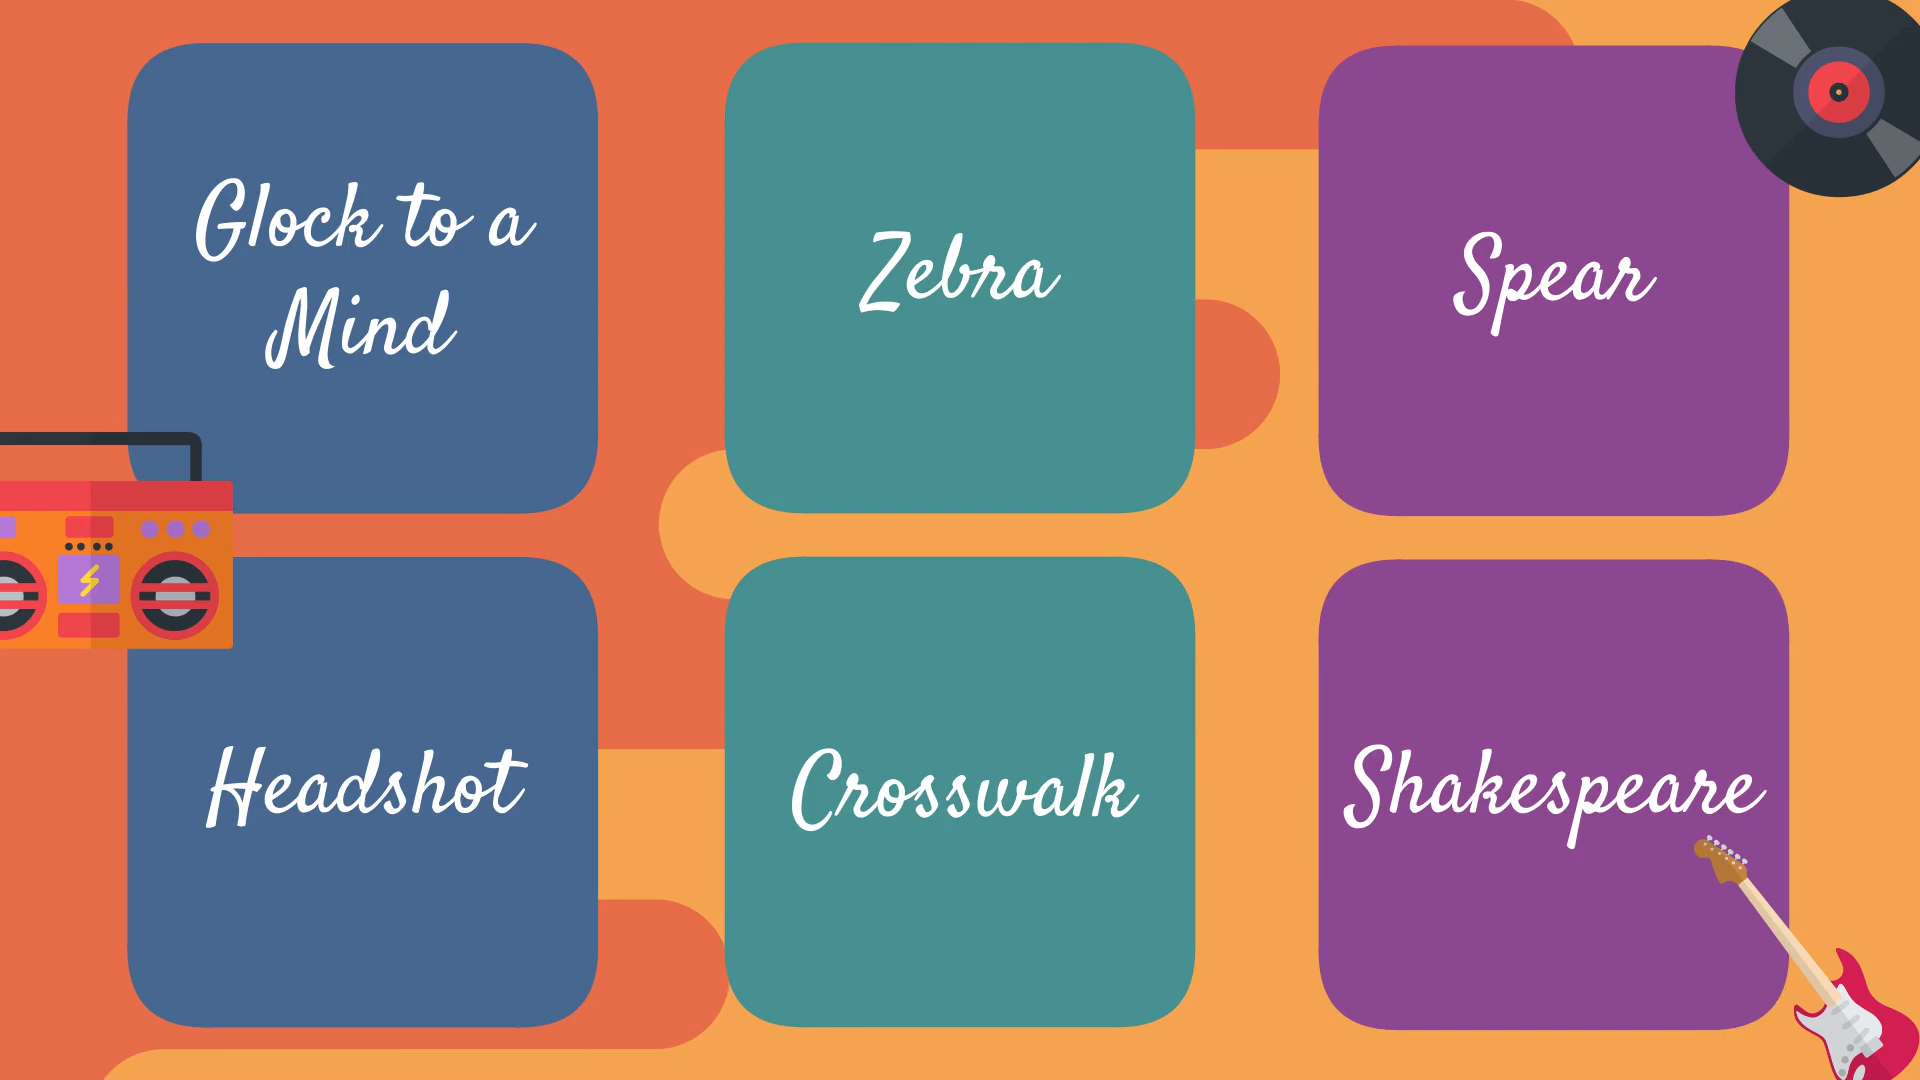 Glock to a
Mind
Zebra
Spear
Headshot
Crosswalk
Shakespeare